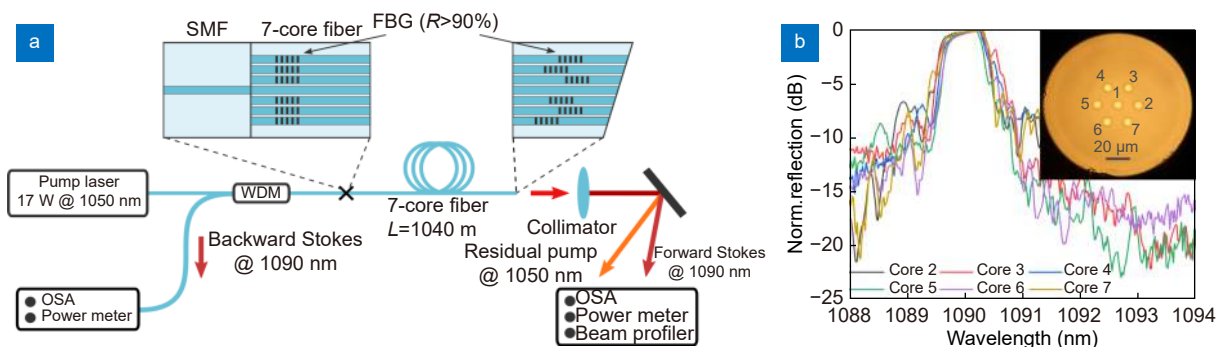 a
SMF
7-core fiber
FBG (R>90%)
Pump laser
17 W @ 1050 nm
WDM
7-core fiber
L=1040 m
Collimator
Backward Stokes
@ 1090 nm
Residual pump
@ 1050 nm
Forward Stokes
@ 1090 nm
OSA
Power meter
OSA
Power meter
Beam profiler
b
Norm.reflection (dB)
0
−5
−10
−15
−20
−25
4 3
1
5 2
6 7
20 µm
Core 2 Core 3 Core 4
Core 5 Core 6 Core 7
1088 1089 1090 1091 1092 1093 1094
Wavelength (nm)